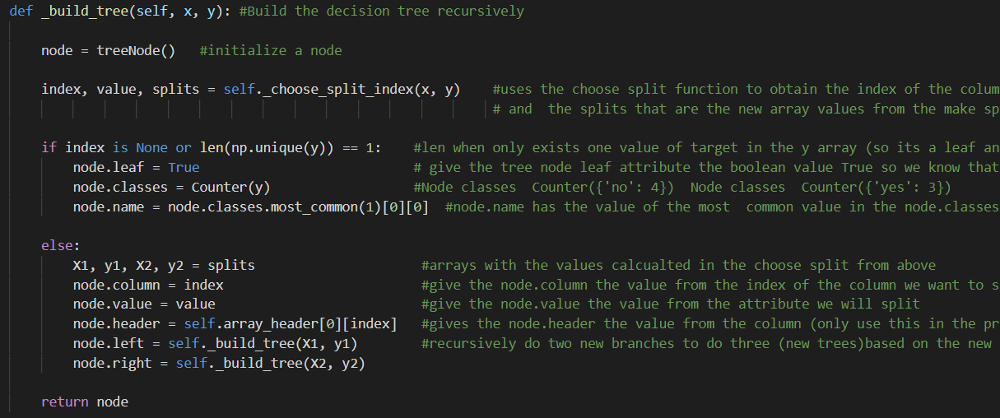 def _build_tree(self, x, y): #Build the decision tree recursively
node = treeNode()   #initialize a node
index, value, splits = self._choose_split_index(x, y)    #uses the choose split function to obtain the index of the
# and  the splits that are the new array values from the make
if index is None or len(np.unique(y)) == 1:    #len when only exists one value of target in the y array (so its a leaf
node.leaf = True    # give the tree node leaf attribute the boolean value True so we know that
node.classes = Counter(y)    #Node classes  Counter({'no': 4})  Node classes  Counter({'yes': 3})
node.name = node.classes.most_common(1)[0][0]  #node.name has the value of the most  common value in the node.classes
else:
X1, y1, X2, y2 = splits    #arrays with the values calcualted in the choose split from above
node.column = index    #give the node.column the value from the index of the column we want to
node.value = value    #give the node.value the value from the attribute we will split
node.header = self.array_header[0][index]   #gives the node.header the value from the column (only use this in the
node.left = self._build_tree(X1, y1)    #recursively do two new branches to do three (new trees)based on the new
node.right = self._build_tree(X2, y2)
return node